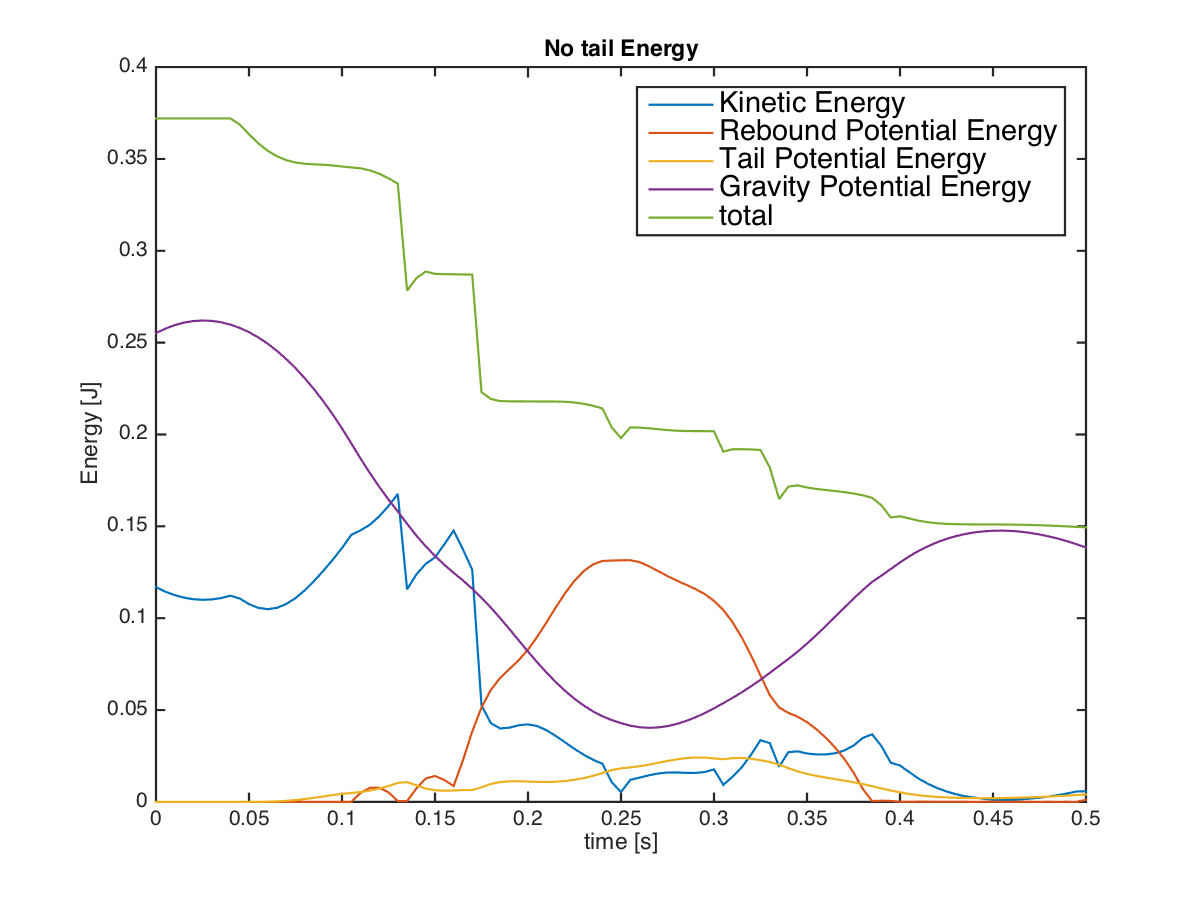 No tail Energy
0.4
0.35
0.3
0.25
0.2
0.15
0.1
0.05
0
Energy [J]
Kinetic Energy
Rebound Potential Energy
Tail Potential Energy
Gravity Potential Energy
total
0 0.05 0.1 0.15 0.2 0.25 0.3 0.35 0.4 0.45 0.5
time [s]